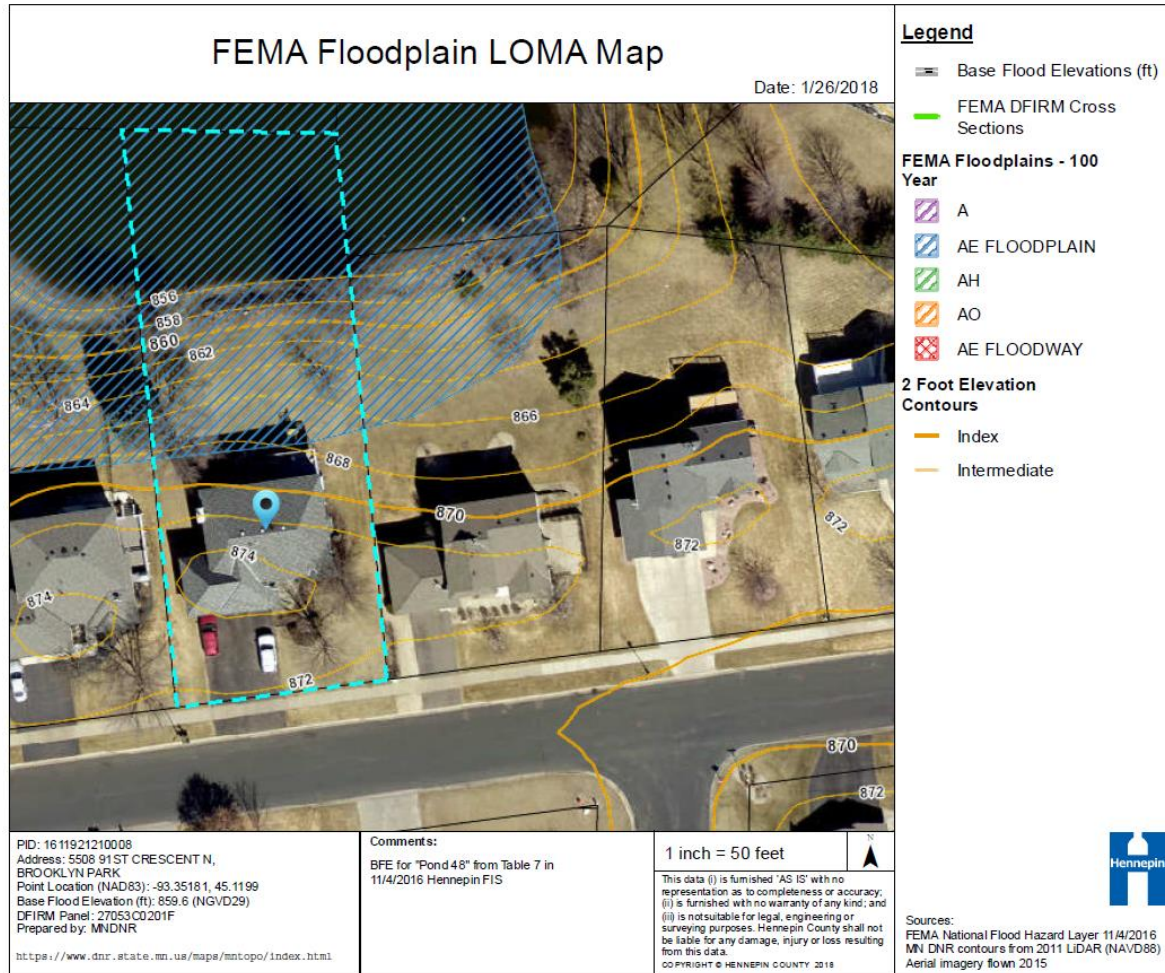 FEMA Floodplain LOMA Map
Date: 1/26/2018
856
858
860
862
864
866
868
870
874
874
872
872
872
870
872
PID: 1611921210008
Address: 5508 91ST CRESCENT N,
BROOKLYN PARK
Point Location (NAD83): -93.35181, 45.1199
Base Flood Elevation (ft): 859.6 (NGVD29)
DFIRM Panel: 27053C0201F
Prepared by: MNDNR
https://www.dnr.state.mn.us/maps/mntopo/index.html
Comments:
BFE for "Pond 48" from Table 7 in
11/4/2016 Hennepin FIS
1 inch = 50 feet
N
This data (i) is furnished 'AS IS' with no
representation as to completeness or accuracy;
(ii) is furnished with no warranty of any kind; and
(iii) is notsuitable for legal, engineering or
surveying purposes. Hennepin County shall not
be liable for any damage, injury or loss resulting
from this data.
COPYRIGHT © HENNEPIN COUNTY 2018
Legend
Base Flood Elevations (ft)
FEMA DFIRM Cross
Sections
FEMA Floodplains - 100
Year
A
AE FLOODPLAIN
AH
AO
AE FLOODWAY
2 Foot Elevation
Contours
Index
Intermediate
Hennepin
Sources:
FEMA National Flood Hazard Layer 11/4/2016
MN DNR contours from 2011 LiDAR (NAVD88)
Aerial imagery flown 2015